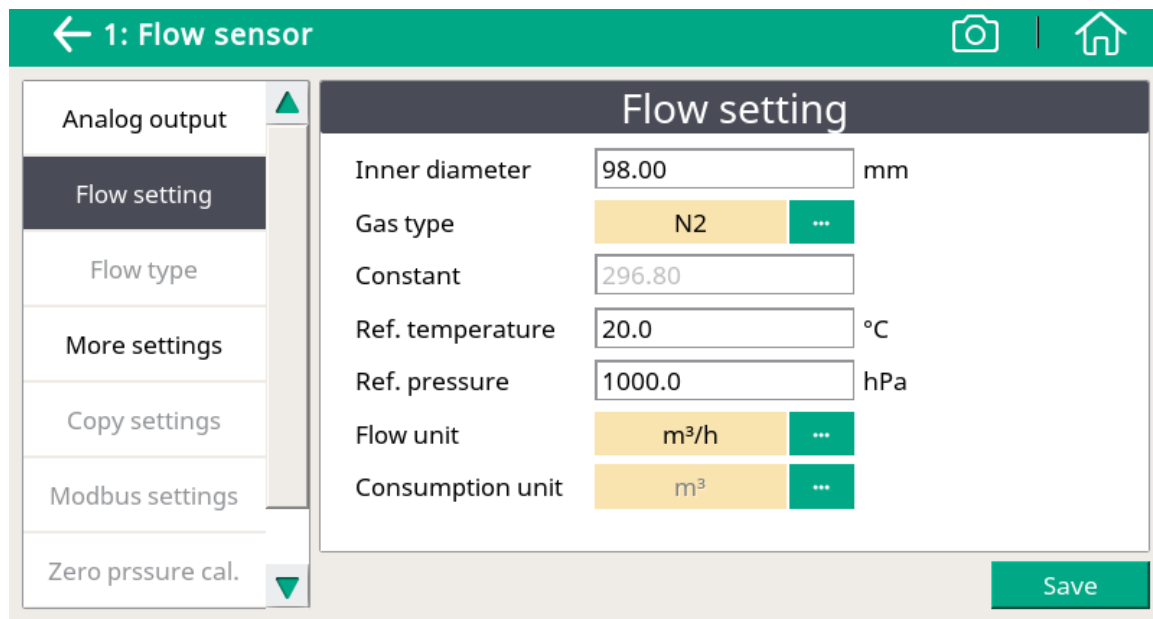 1: Flow sensor
Analog output
Flow setting
Flow type
More settings
Copy settings
Modbus settings
Zero prssure cal.
Flow setting
Inner diameter 98.00 mm
Gas type N2 ...
Constant 296.80
Ref. temperature 20.0 °C
Ref. pressure 1000.0 hPa
Flow unit m³/h ...
Consumption unit m³ ...
Save